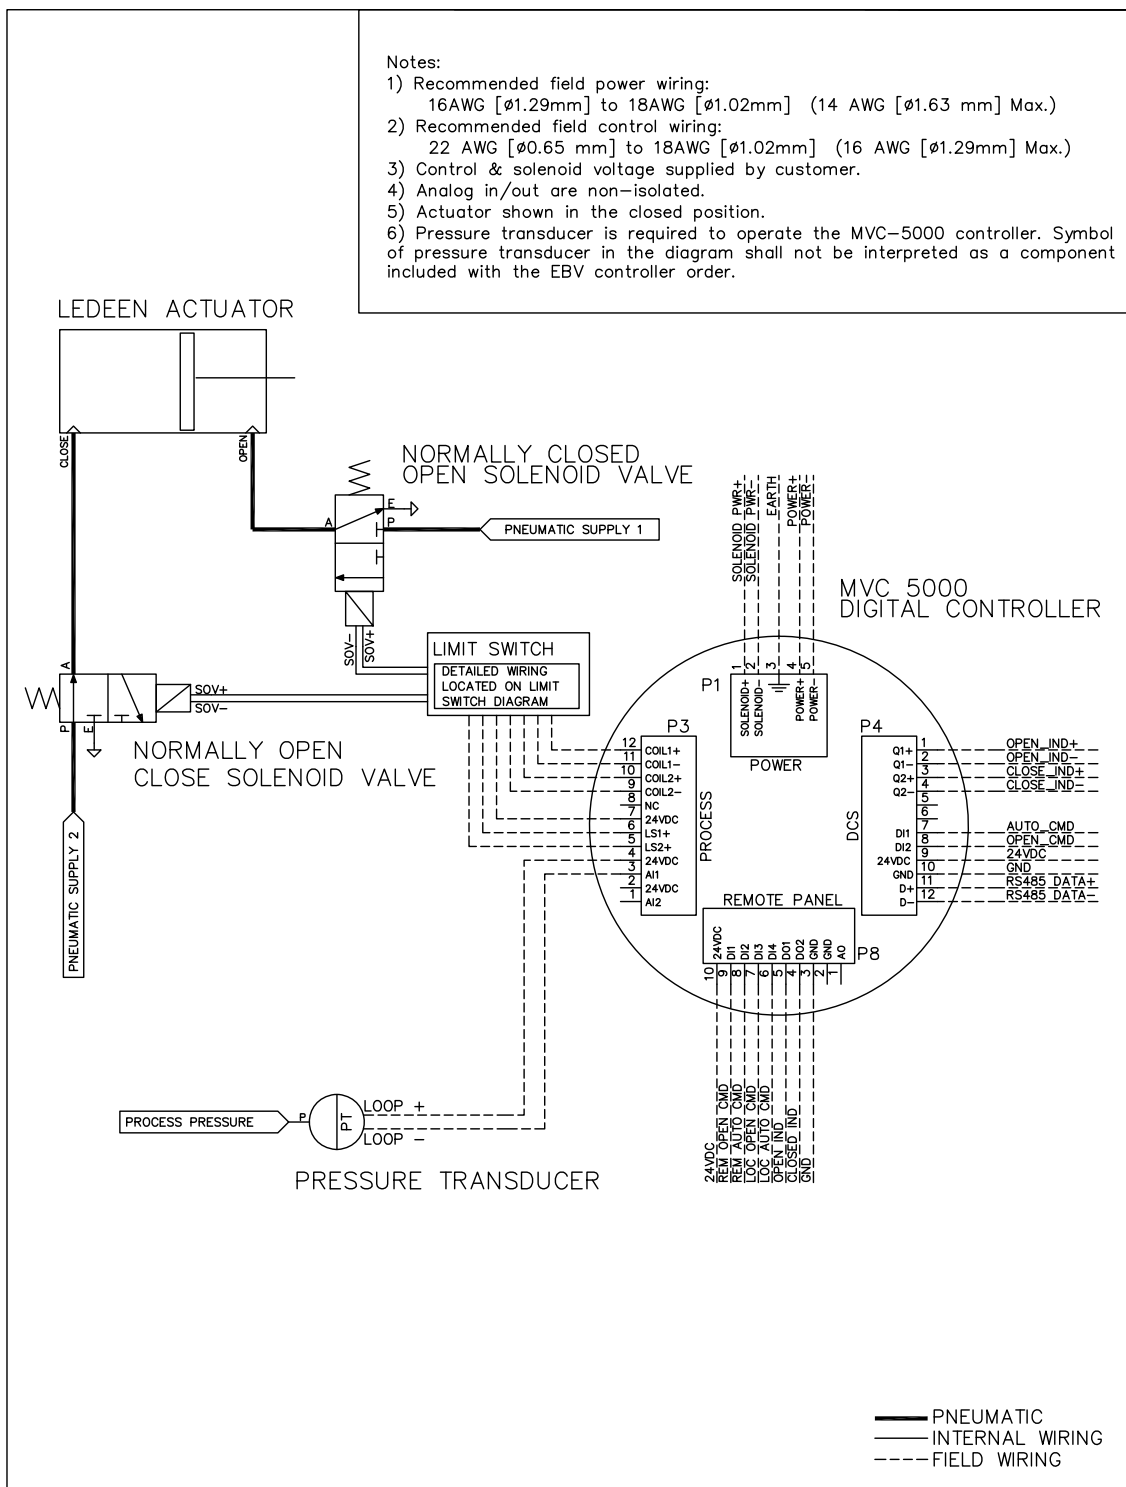 Notes:
1) Recommended field power wiring:
16AWG [ø1.29mm] to 18AWG [ø1.02mm] (14 AWG [ø1.63 mm] Max.)
2) Recommended field control wiring:
22 AWG [ø0.65 mm] to 18AWG [ø1.02mm] (16 AWG [ø1.29mm] Max.)
3) Control & solenoid voltage supplied by customer.
4) Analog in/out are non-isolated.
5) Actuator shown in the closed position.
6) Pressure transducer is required to operate the MVC-5000 controller. Symbol
of pressure transducer in the diagram shall not be interpreted as a component
included with the EBV controller order.
LEDEEN ACTUATOR
CLOSE
OPEN
NORMALLY CLOSED
OPEN SOLENOID VALVE
A
E
P
PNEUMATIC SUPPLY 1
SOV-
SOV+
LIMIT SWITCH
DETAILED WIRING
LOCATED ON LIMIT
SWITCH DIAGRAM
A
P
E
SOV+
SOV-
NORMALLY OPEN
CLOSE SOLENOID VALVE
PNEUMATIC SUPPLY 2
MVC 5000
DIGITAL CONTROLLER
SOLENOID PWR+
SOLENOID PWR-
EARTH
POWER+
POWER-
P1
1
2
3
4
5
SOLENOID+
SOLENOID-
POWER+
POWER-
POWER
P3
PROCESS
12 COIL1+
11 COIL1-
10 COIL2+
9 COIL2-
8 NC
7 24VDC
6 LS1+
5 LS2+
4 24VDC
3 AI1
2 24VDC
1 AI2
P4
DCS
Q1+ 1 OPEN_IND+
Q1- 2 OPEN_IND-
Q2+ 3 CLOSE_IND+
Q2- 4 CLOSE_IND-
5
6
DI1 7 AUTO_CMD
DI2 8 OPEN_CMD
24VDC 9 24VDC
GND 10 GND
D+ 11 RS485 DATA+
D- 12 RS485 DATA-
REMOTE PANEL
P8
24VDC
DI1
DI2
DI3
DI4
DO1
DO2
GND
GND
AO
10
9
8
7
6
5
4
3
2
1
24VDC
REM OPEN CMD
REM AUTO CMD
LOC OPEN CMD
LOC AUTO CMD
OPEN IND
CLOSED IND
GND
PROCESS PRESSURE
P
PT
LOOP +
LOOP -
PRESSURE TRANSDUCER
PNEUMATIC
INTERNAL WIRING
FIELD WIRING